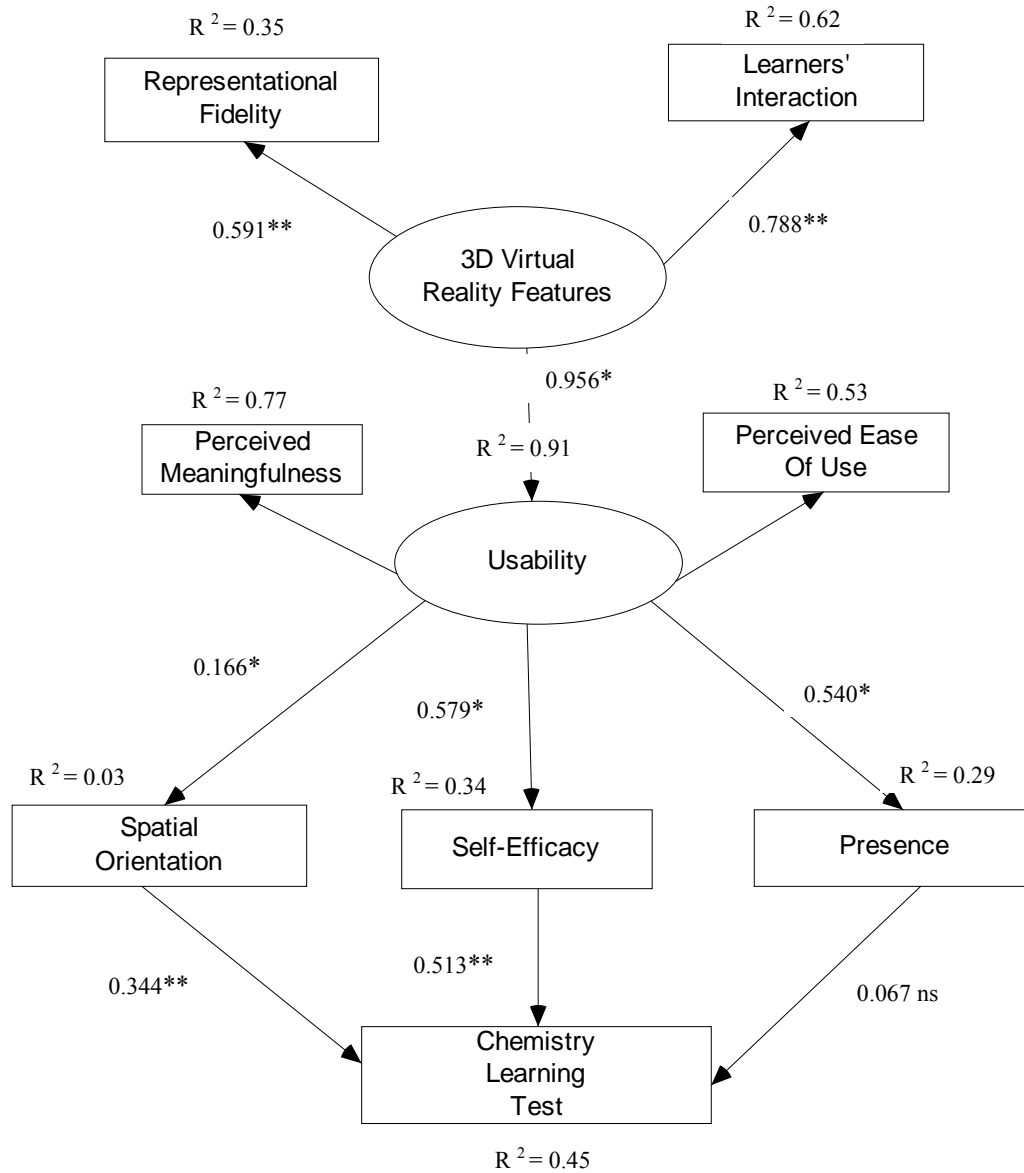 R² = 0.35
R² = 0.62
Representational
Fidelity
Learners'
Interaction
0.591**
0.788**
3D Virtual
Reality Features
0.956*
R² = 0.77
R² = 0.53
Perceived
Meaningfulness
R² = 0.91
Perceived Ease
Of Use
Usability
0.166*
0.579*
0.540*
R² = 0.03
R² = 0.34
R² = 0.29
Spatial
Orientation
Self-Efficacy
Presence
0.344**
0.513**
0.067 ns
Chemistry
Learning
Test
R² = 0.45